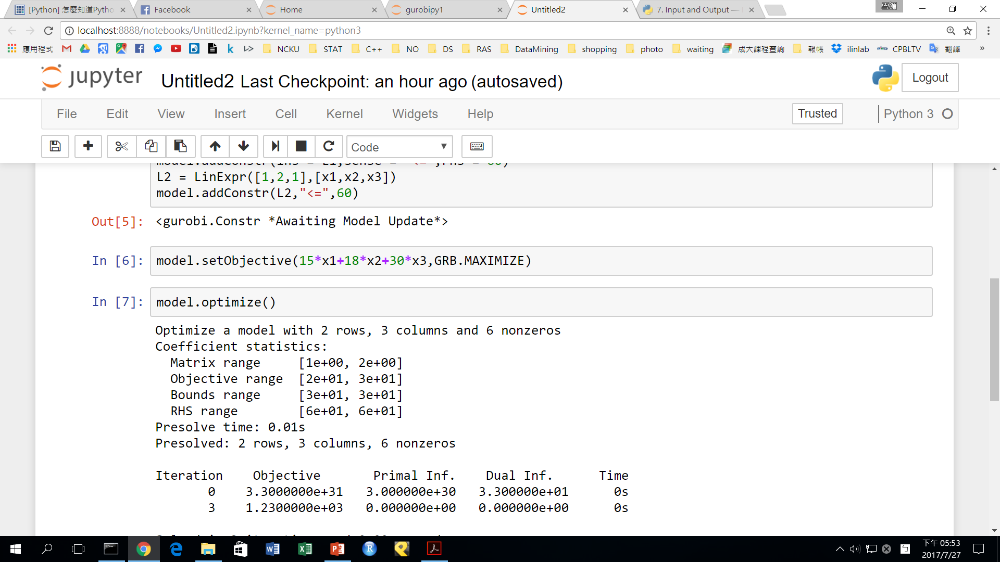 [Python] 怎麼知道Pytho
Facebook
Home
gurobipy1
Untitled2
7. Input and Output —
雪湄
localhost:8888/notebooks/Untitled2.ipynb?kernel_name=python3
應用程式
NCKU
STAT
C++
NO
DS
RAS
DataMining
shopping
photo
waiting
成大課程查詢
報帳
ilinlab
CPBLTV
翻譯
»
jupyter
Untitled2 Last Checkpoint: an hour ago (autosaved)
Logout
File Edit View Insert Cell Kernel Widgets Help
Trusted
Python 3
Code
L2 = LinExpr([1,2,1],[x1,x2,x3])
model.addConstr(L2,"<=",60)
Out[5]: <gurobi.Constr *Awaiting Model Update*>
In [6]: model.setObjective(15*x1+18*x2+30*x3,GRB.MAXIMIZE)
In [7]: model.optimize()
Optimize a model with 2 rows, 3 columns and 6 nonzeros
Coefficient statistics:
Matrix range [1e+00, 2e+00]
Objective range [2e+01, 3e+01]
Bounds range [3e+01, 3e+01]
RHS range [6e+01, 6e+01]
Presolve time: 0.01s
Presolved: 2 rows, 3 columns, 6 nonzeros
Iteration Objective Primal Inf. Dual Inf. Time
0 3.3000000e+31 3.000000e+30 3.300000e+01 0s
3 1.2300000e+03 0.000000e+00 0.000000e+00 0s
下午 05:53
2017/7/27